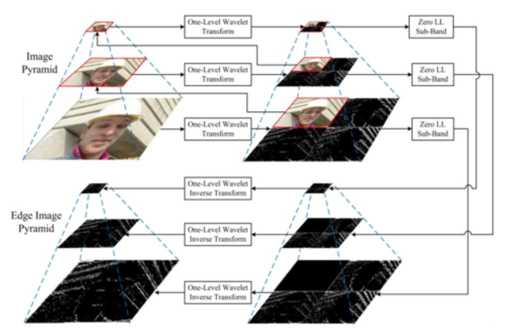 One-Level Wavelet
Transform
Zero LL
Sub-Band
Image
Pyramid
One-Level Wavelet
Transform
Zero LL
Sub-Band
One-Level Wavelet
Transform
Zero LL
Sub-Band
One-Level Wavelet
Inverse Transform
Edge Image
Pyramid
One-Level Wavelet
Inverse Transform
One-Level Wavelet
Inverse Transform